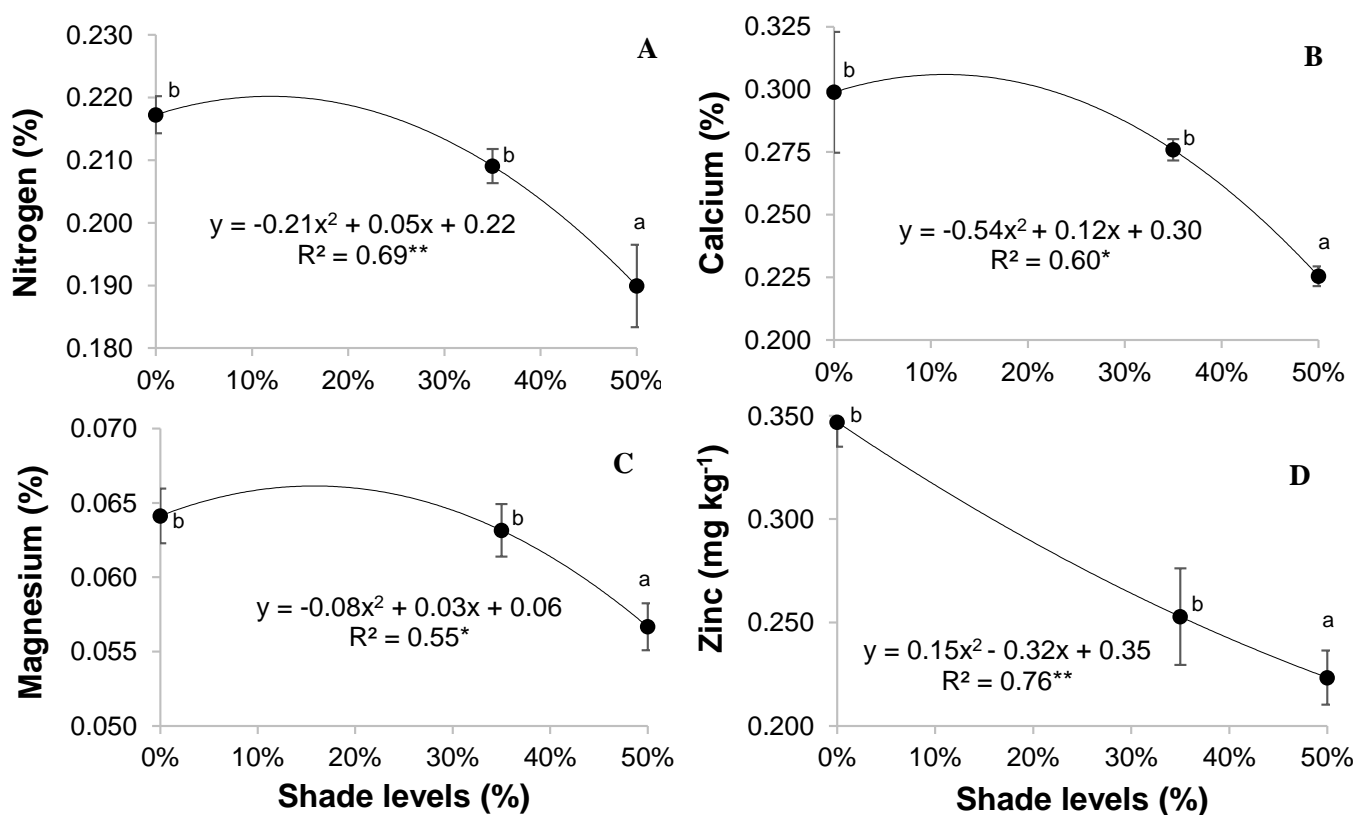 A
Nitrogen (%)
0.230
0.220
0.210
0.200
0.190
0.180
b
b
a
y = -0.21x² + 0.05x + 0.22
R² = 0.69**
0% 10% 20% 30% 40% 50%
B
Calcium (%)
0.325
0.300
0.275
0.250
0.225
0.200
b
b
a
y = -0.54x² + 0.12x + 0.30
R² = 0.60*
0% 10% 20% 30% 40% 50%
C
Magnesium (%)
0.070
0.065
0.060
0.055
0.050
b
b
a
y = -0.08x² + 0.03x + 0.06
R² = 0.55*
0% 10% 20% 30% 40% 50%
Shade levels (%)
D
Zinc (mg kg⁻¹)
0.350
0.300
0.250
0.200
b
b
a
y = 0.15x² - 0.32x + 0.35
R² = 0.76**
0% 10% 20% 30% 40% 50%
Shade levels (%)